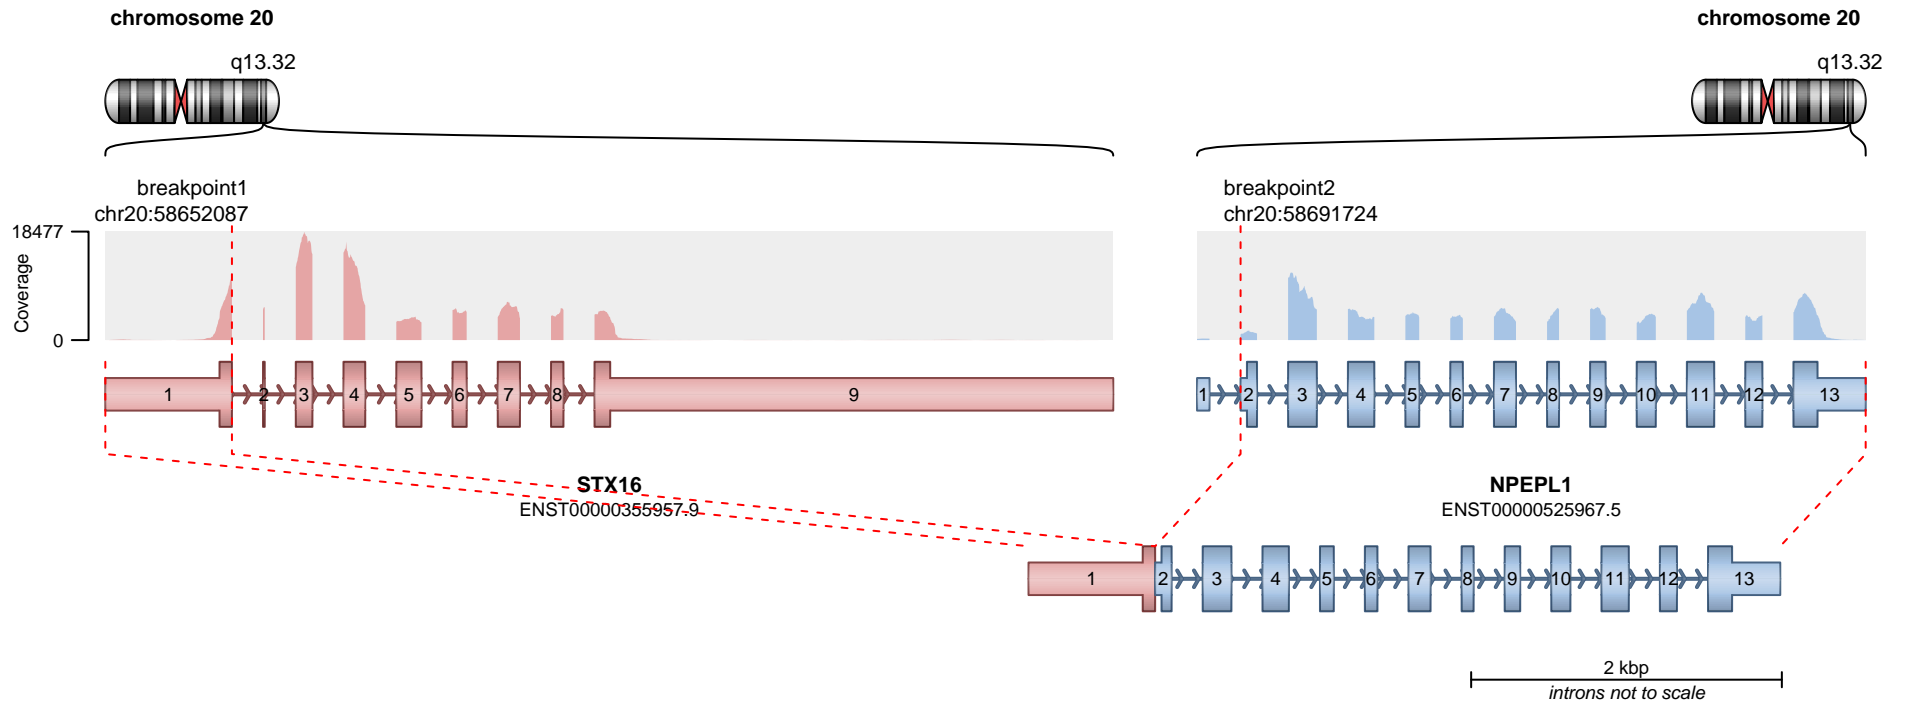 chromosome 20
chromosome 20
q13.32
q13.32
breakpoint1
chr20:58652087
breakpoint2
chr20:58691724
18477
Coverage
0
1 2 3 4 5 6 7 8 9
1 2 3 4 5 6 7 8 9 10 11 12 13
STX16
ENST00000355957.9
NPEPL1
ENST00000525967.5
1 2 3 4 5 6 7 8 9 10 11 12 13
2 kbp
introns not to scale